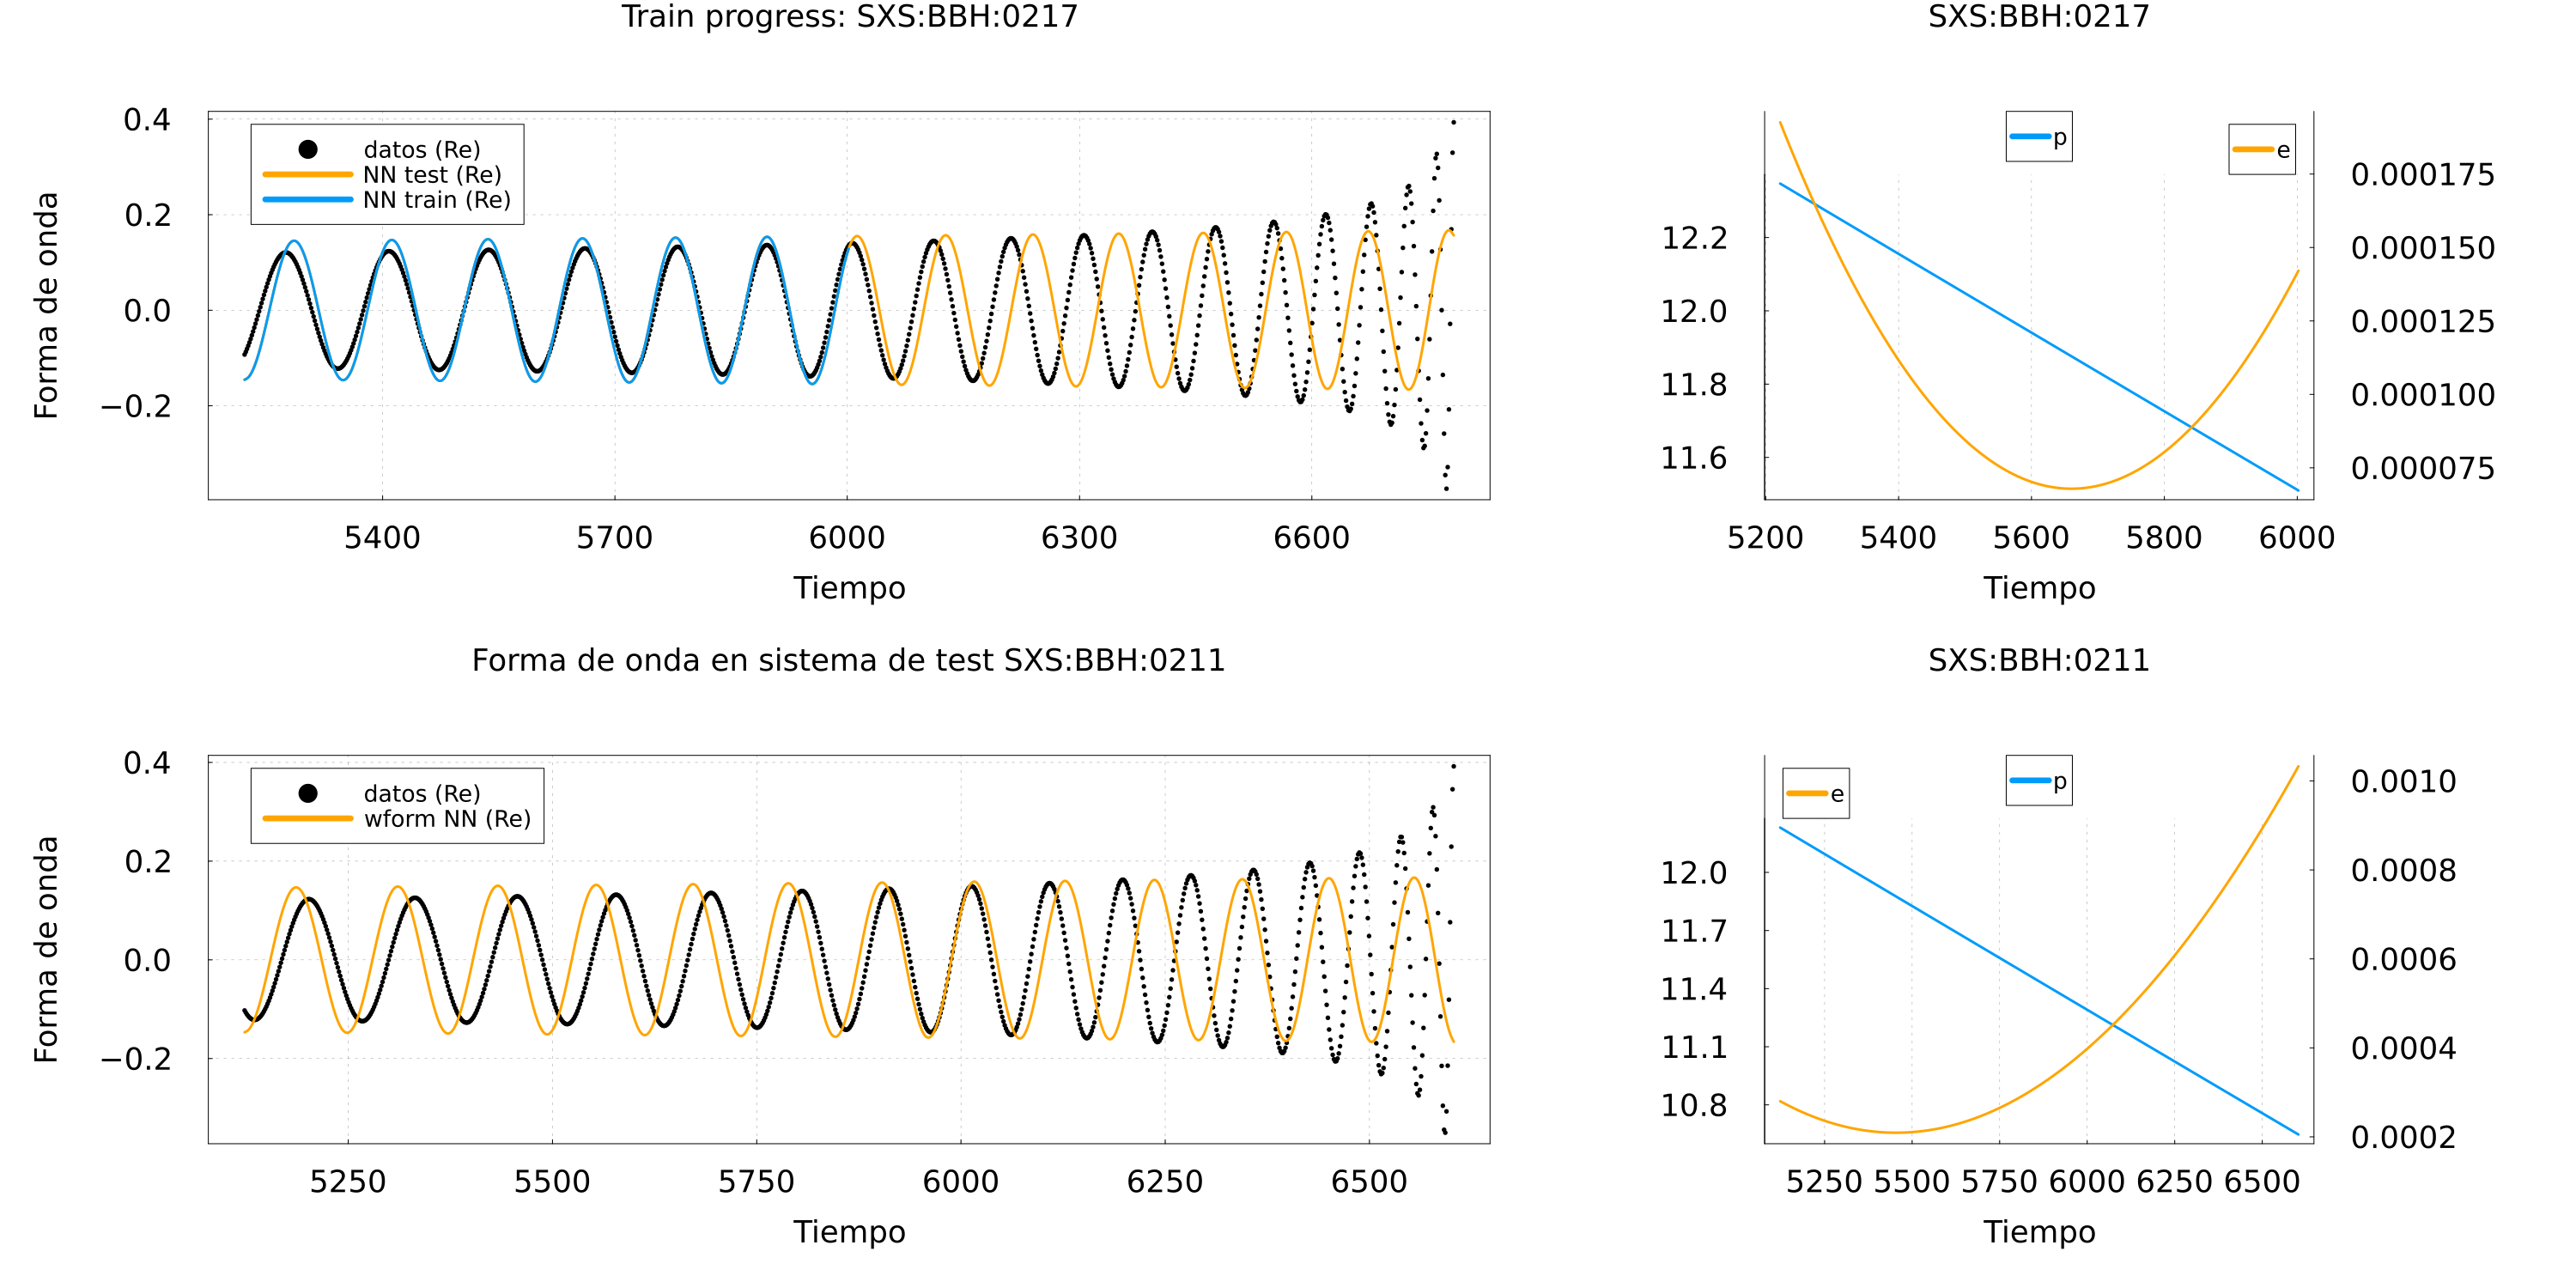 Train progress: SXS:BBH:0217
Forma de onda
0.4
0.2
0.0
−0.2
datos (Re)
NN test (Re)
NN train (Re)
5400 5700 6000 6300 6600
Tiempo
SXS:BBH:0217
p
e
12.2
12.0
11.8
11.6
0.000175
0.000150
0.000125
0.000100
0.000075
5200 5400 5600 5800 6000
Tiempo
Forma de onda en sistema de test SXS:BBH:0211
Forma de onda
0.4
0.2
0.0
−0.2
datos (Re)
wform NN (Re)
5250 5500 5750 6000 6250 6500
Tiempo
SXS:BBH:0211
e
p
12.0
11.7
11.4
11.1
10.8
0.0010
0.0008
0.0006
0.0004
0.0002
5250 5500 5750 6000 6250 6500
Tiempo